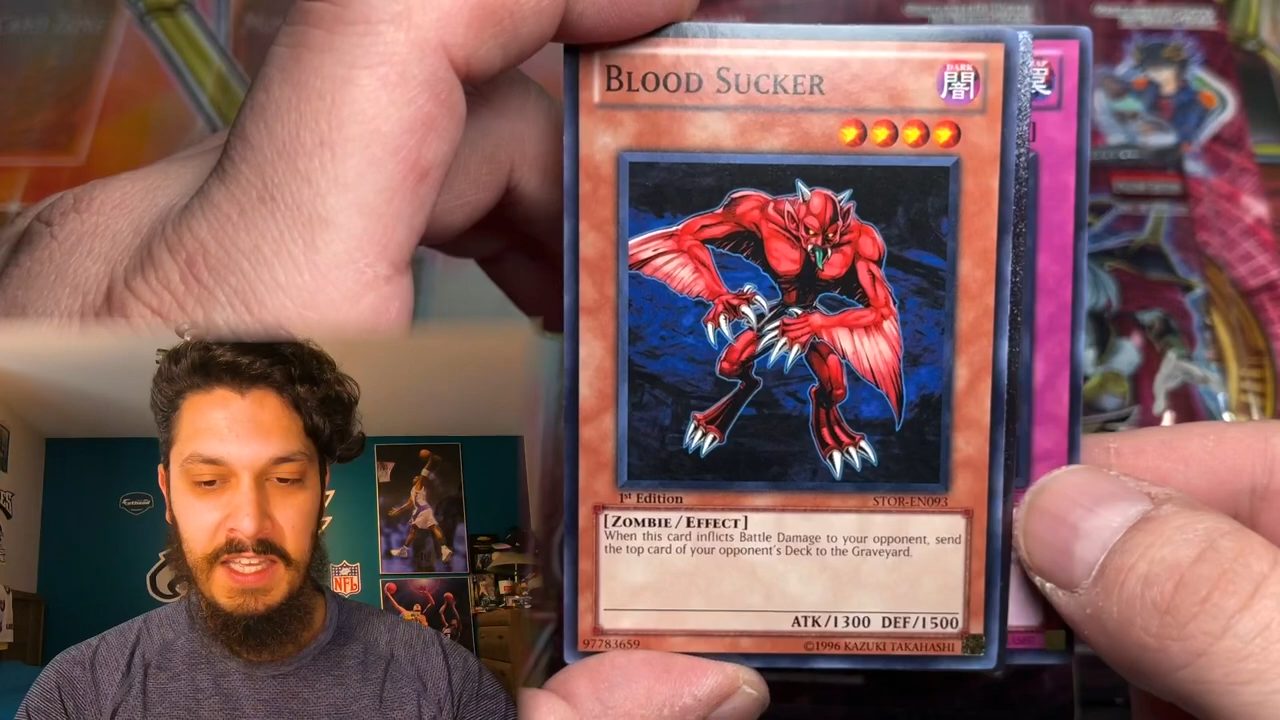 BLOOD SUCKER
DARK
闇
1st Edition
STOR-EN093
[ZOMBIE/EFFECT]
When this card inflicts Battle Damage to your opponent, send
the top card of your opponent's Deck to the Graveyard.
ATK/1300 DEF/1500
97783659
©1996 KAZUKI TAKAHASHI
NFL